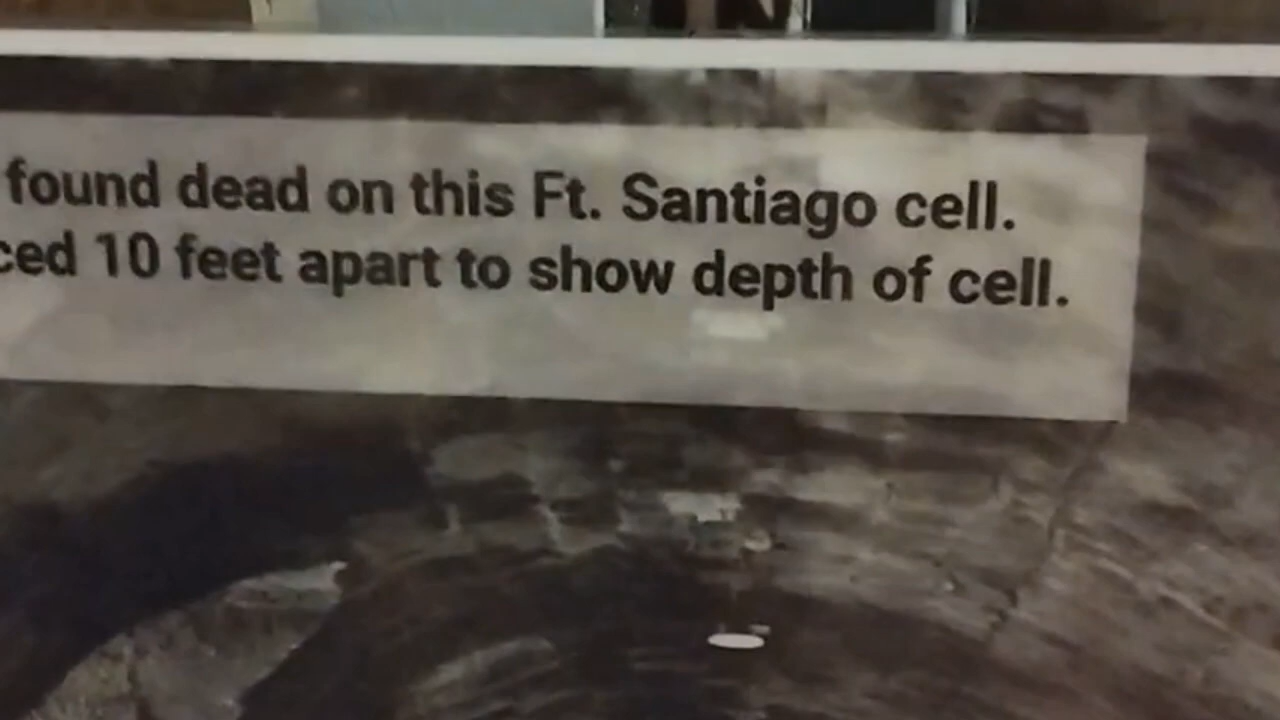 found dead on this Ft. Santiago cell.
ced 10 feet apart to show depth of cell.